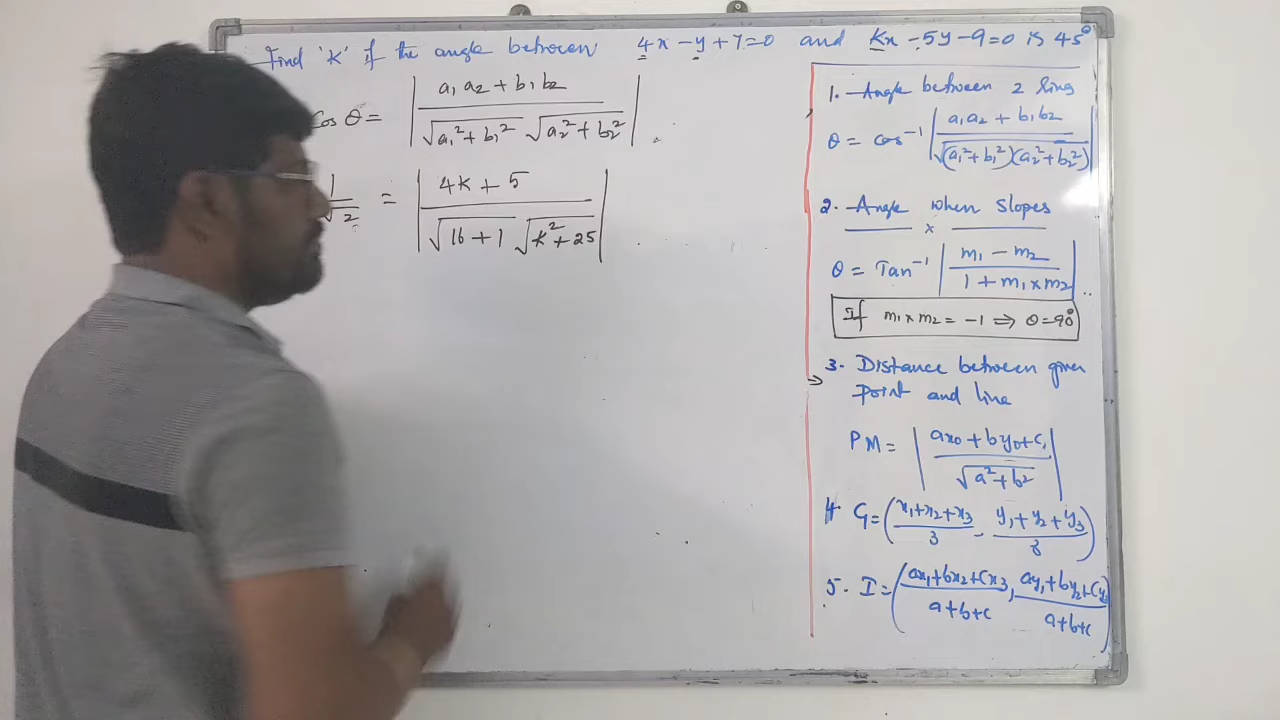 Find 'K' if the angle between 4x - y + 7 = 0 and Kx - 5y - 9 = 0 is 45°
Cos θ = | a₁a₂ + b₁b₂ / √a₁² + b₁² √a₂² + b₂² |
1/√2 = | 4K + 5 / √16 + 1 √K² + 25 |
1. Angle between 2 lines
θ = cos⁻¹ | a₁a₂ + b₁b₂ / √(a₁² + b₁²)(a₂² + b₂²) |
2. Angle when slopes
x
θ = Tan⁻¹ | m₁ - m₂ / 1 + m₁ x m₂ |
If m₁ x m₂ = -1 ⇒ θ = 90°
3. Distance between given
point and line
PM = | ax₀ + by₀ + c / √a² + b² |
4. G = ( x₁ + x₂ + x₃ / 3 , y₁ + y₂ + y₃ / 3 )
5. I = ( ax₁ + bx₂ + cx₃ / a + b + c , ay₁ + by₂ + cy₃ / a + b + c )